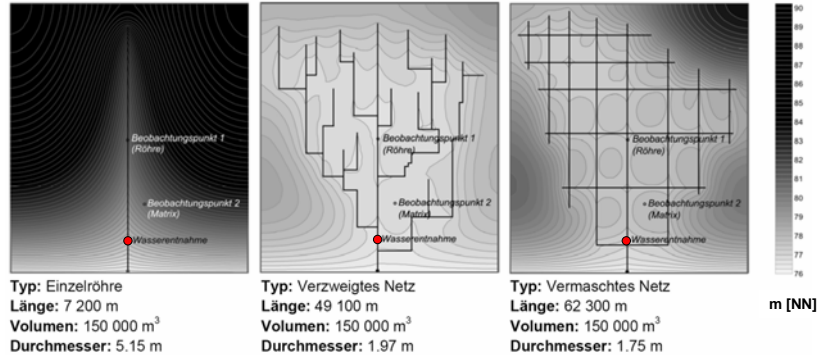 Beobachtungspunkt 1
(Röhre)
Beobachtungspunkt 2
(Matrix)
Wasserentnahme
Typ: Einzelröhre
Länge: 7 200 m
Volumen: 150 000 m³
Durchmesser: 5.15 m
Beobachtungspunkt 1
(Röhre)
Beobachtungspunkt 2
(Matrix)
Wasserentnahme
Typ: Verzweigtes Netz
Länge: 49 100 m
Volumen: 150 000 m³
Durchmesser: 1.97 m
Beobachtungspunkt 1
(Röhre)
Beobachtungspunkt 2
(Matrix)
Wasserentnahme
Typ: Vermaschtes Netz
Länge: 62 300 m
Volumen: 150 000 m³
Durchmesser: 1.75 m
90
89
88
87
86
85
84
83
82
81
80
79
78
77
76
m [NN]